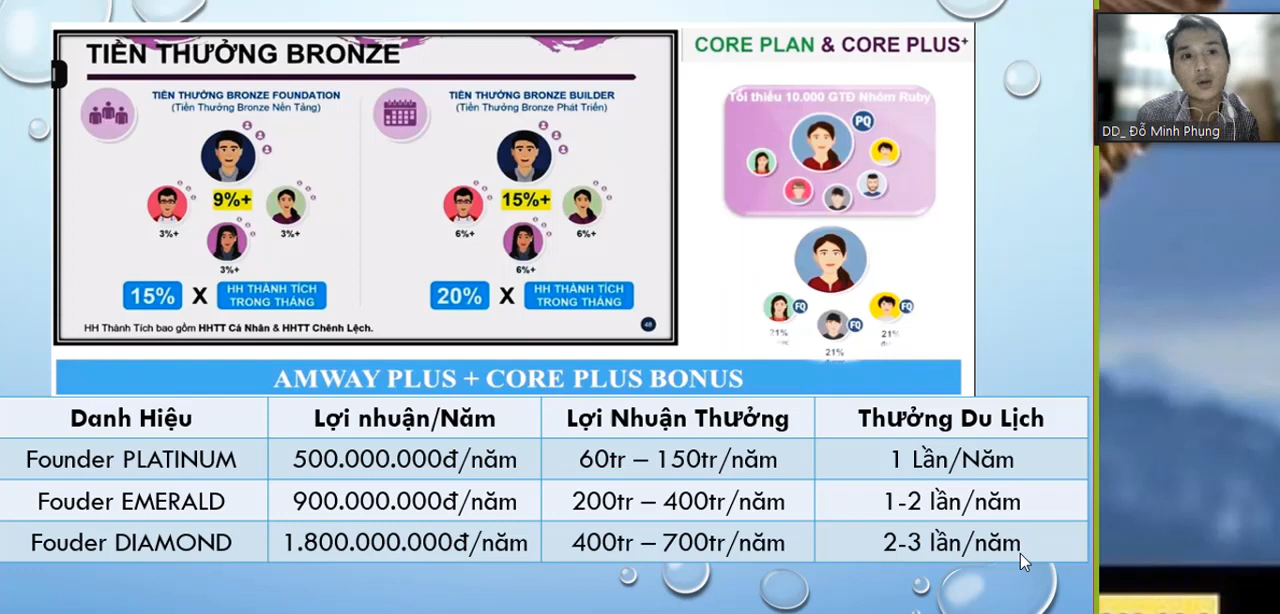 TIỀN THƯỞNG BRONZE
TIỀN THƯỞNG BRONZE FOUNDATION
(Tiền Thưởng Bronze Nền Tảng)
9%+
3%+
3%+
3%+
15% X HH THÀNH TÍCH
TRONG THÁNG
TIỀN THƯỞNG BRONZE BUILDER
(Tiền Thưởng Bronze Phát Triển)
15%+
6%+
6%+
6%+
20% X HH THÀNH TÍCH
TRONG THÁNG
HH Thành Tích bao gồm HHTT Cá Nhân & HHTT Chênh Lệch.
48
CORE PLAN & CORE PLUS+
Tối thiểu 10.000 GTĐ Nhóm Ruby
PQ
FQ
FQ
FQ
21%
21%
21%
AMWAY PLUS + CORE PLUS BONUS
Danh Hiệu Lợi nhuận/Năm Lợi Nhuận Thưởng Thưởng Du Lịch
Founder PLATINUM 500.000.000đ/năm 60tr – 150tr/năm 1 Lần/Năm
Fouder EMERALD 900.000.000đ/năm 200tr – 400tr/năm 1-2 lần/năm
Fouder DIAMOND 1.800.000.000đ/năm 400tr – 700tr/năm 2-3 lần/năm
DD_ Đỗ Minh Phụng